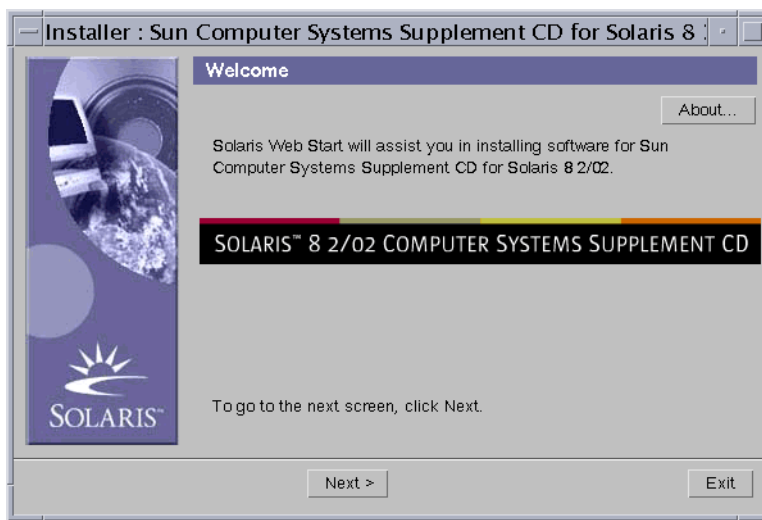 Installer : Sun Computer Systems Supplement CD for Solaris 8
Welcome
About...
Solaris Web Start will assist you in installing software for Sun
Computer Systems Supplement CD for Solaris 8 2/02.
SOLARIS™ 8 2/02 COMPUTER SYSTEMS SUPPLEMENT CD
SOLARIS™
To go to the next screen, click Next.
Next >
Exit